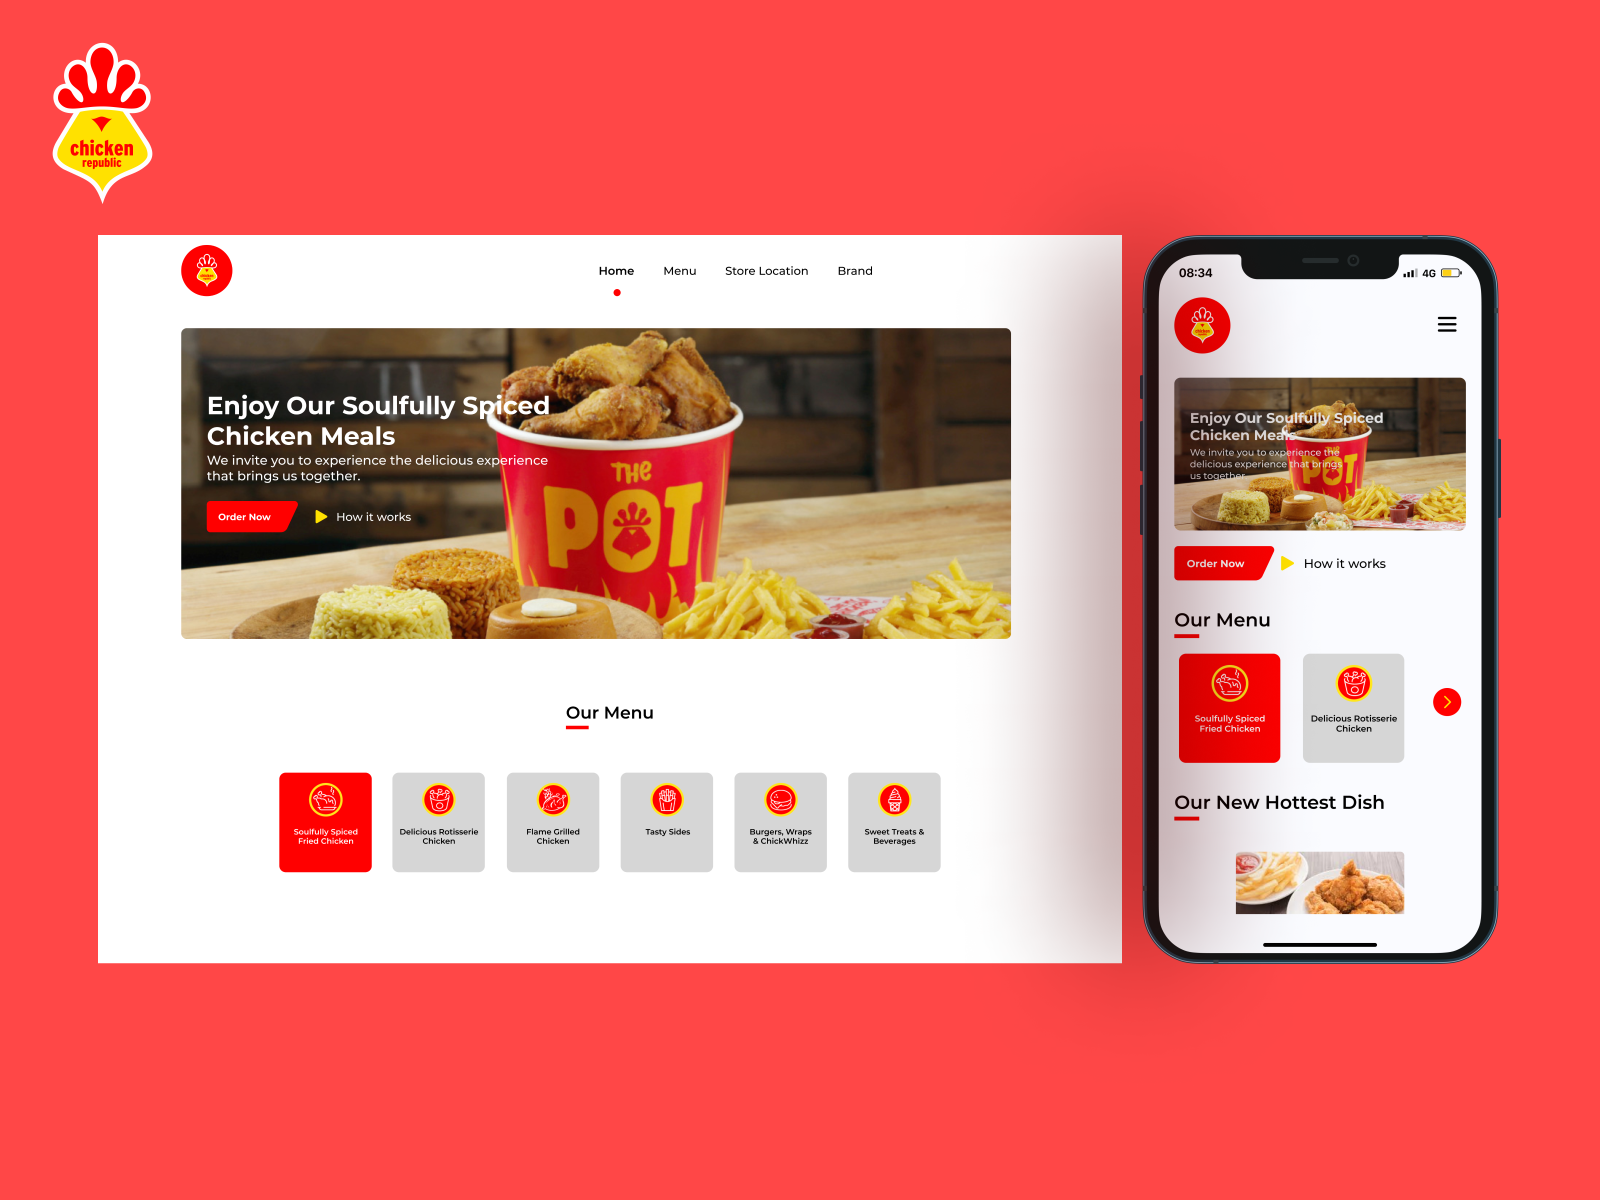 chicken
republic
Home
Menu
Store Location
Brand
Enjoy Our Soulfully Spiced
Chicken Meals
We invite you to experience the delicious experience
that brings us together.
Order Now
How it works
THE
POT
Our Menu
Soulfully Spiced
Fried Chicken
Delicious Rotisserie
Chicken
Flame Grilled
Chicken
Tasty Sides
Burgers, Wraps
& ChickWhizz
Sweet Treats &
Beverages
08:34
4G
Enjoy Our Soulfully Spiced
Chicken Meals
We invite you to experience the
delicious experience that brings
us together.
THE
POT
Order Now
How it works
Our Menu
Soulfully Spiced
Fried Chicken
Delicious Rotisserie
Chicken
Our New Hottest Dish